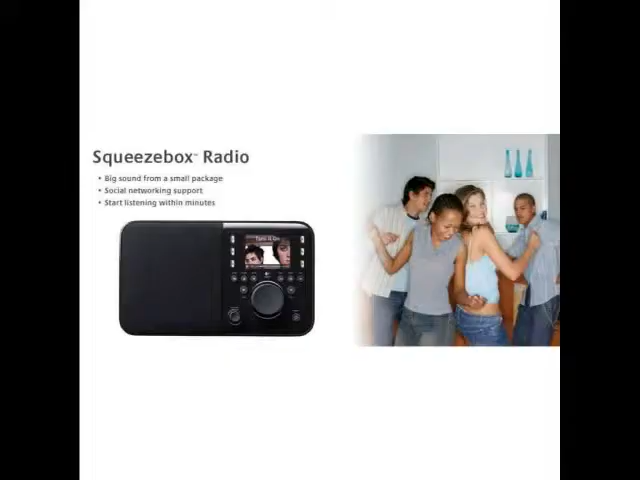 Squeezebox™ Radio
• Big sound from a small package
• Social networking support
• Start listening within minutes